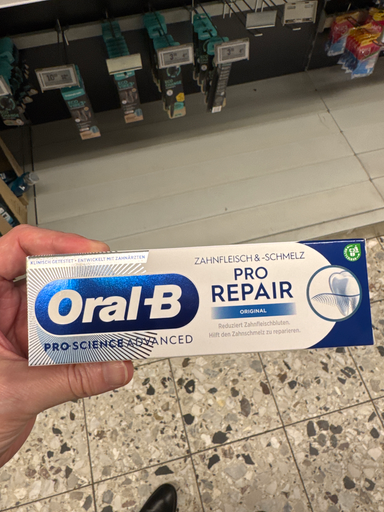 KLINISCH GETESTET • ENTWICKELT MIT ZAHNÄRZTEN
Oral-B
PRO-SCIENCE ADVANCED
ZAHNFLEISCH & -SCHMELZ
PRO
REPAIR
ORIGINAL
Reduziert Zahnfleischbluten.
Hilft den Zahnschmelz zu reparieren.